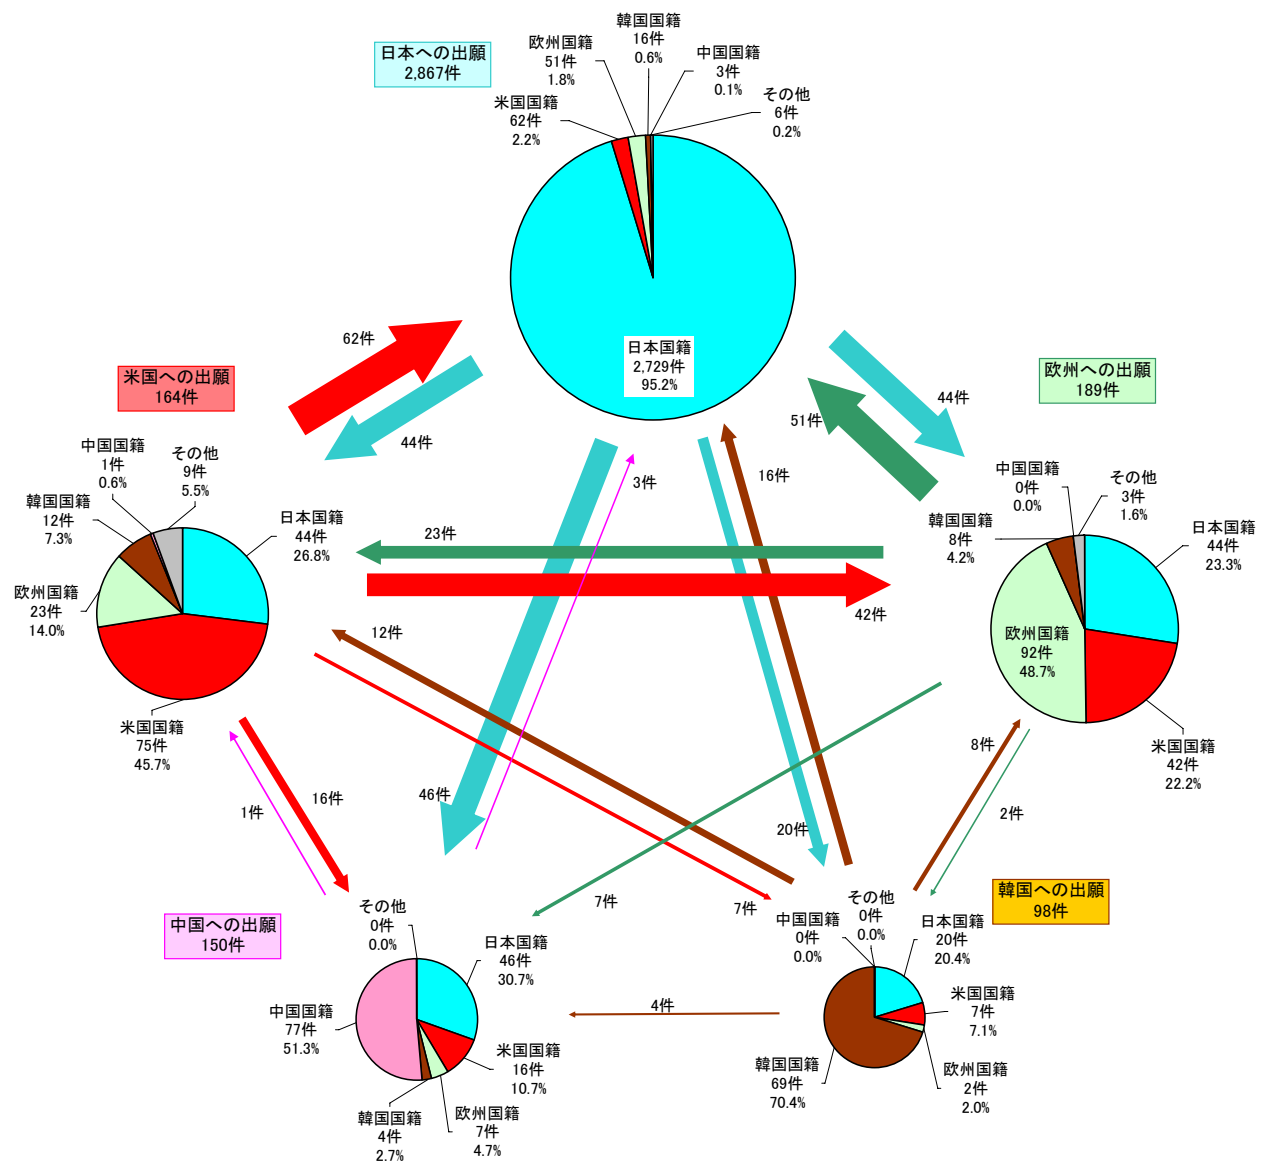 日本への出願
2,867件
韓国国籍
16件
0.6%
欧州国籍
51件
1.8%
中国国籍
3件
0.1%
米国国籍
62件
2.2%
その他
6件
0.2%
日本国籍
2,729件
95.2%
62件
44件
44件
51件
米国への出願
164件
中国国籍
1件
0.6%
その他
9件
5.5%
韓国国籍
12件
7.3%
日本国籍
44件
26.8%
欧州国籍
23件
14.0%
米国国籍
75件
45.7%
欧州への出願
189件
中国国籍
0件
0.0%
その他
3件
1.6%
韓国国籍
8件
4.2%
日本国籍
44件
23.3%
欧州国籍
92件
48.7%
米国国籍
42件
22.2%
3件
16件
23件
42件
12件
46件
20件
16件
1件
8件
2件
7件
7件
4件
中国への出願
150件
その他
0件
0.0%
日本国籍
46件
30.7%
中国国籍
77件
51.3%
米国国籍
16件
10.7%
欧州国籍
7件
4.7%
韓国国籍
4件
2.7%
韓国への出願
98件
その他
0件
0.0%
中国国籍
0件
0.0%
日本国籍
20件
20.4%
米国国籍
7件
7.1%
韓国国籍
69件
70.4%
欧州国籍
2件
2.0%